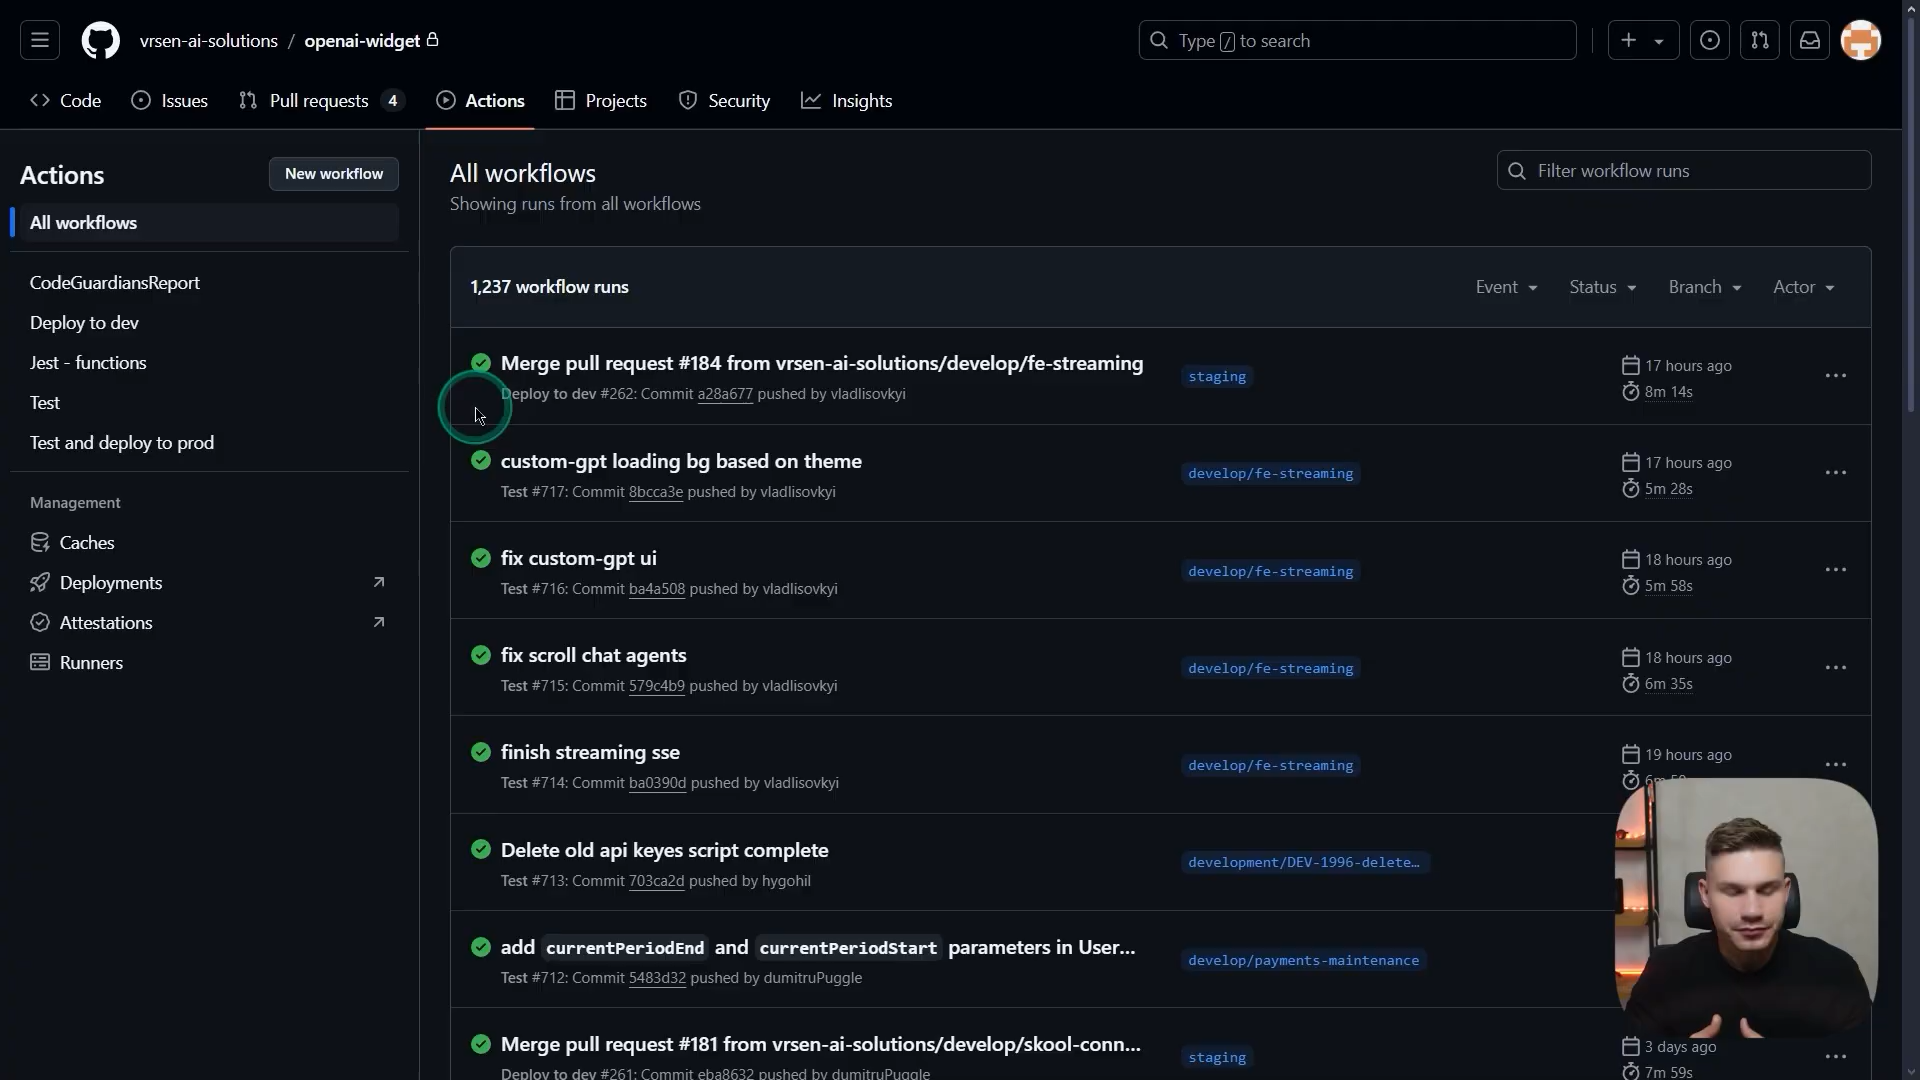 vrsen-ai-solutions / openai-widget
Type / to search
Code
Issues
Pull requests 4
Actions
Projects
Security
Insights
Actions
New workflow
All workflows
CodeGuardiansReport
Deploy to dev
Jest - functions
Test
Test and deploy to prod
Management
Caches
Deployments
Attestations
Runners
All workflows
Showing runs from all workflows
Filter workflow runs
1,237 workflow runs
Event
Status
Branch
Actor
Merge pull request #184 from vrsen-ai-solutions/develop/fe-streaming
Deploy to dev #262: Commit a28a677 pushed by vladlisovkyi
staging
17 hours ago
8m 14s
custom-gpt loading bg based on theme
Test #717: Commit 8bcca3e pushed by vladlisovkyi
develop/fe-streaming
17 hours ago
5m 28s
fix custom-gpt ui
Test #716: Commit ba4a508 pushed by vladlisovkyi
develop/fe-streaming
18 hours ago
5m 58s
fix scroll chat agents
Test #715: Commit 579c4b9 pushed by vladlisovkyi
develop/fe-streaming
18 hours ago
6m 35s
finish streaming sse
Test #714: Commit ba0390d pushed by vladlisovkyi
develop/fe-streaming
19 hours ago
Delete old api keyes script complete
Test #713: Commit 703ca2d pushed by hygohil
development/DEV-1996-delete…
add currentPeriodEnd and currentPeriodStart parameters in User...
Test #712: Commit 5483d32 pushed by dumitruPuggle
develop/payments-maintenance
Merge pull request #181 from vrsen-ai-solutions/develop/skool-conn...
Deploy to dev #261: Commit eba8632 pushed by dumitruPuggle
staging
3 days ago
7m 59s